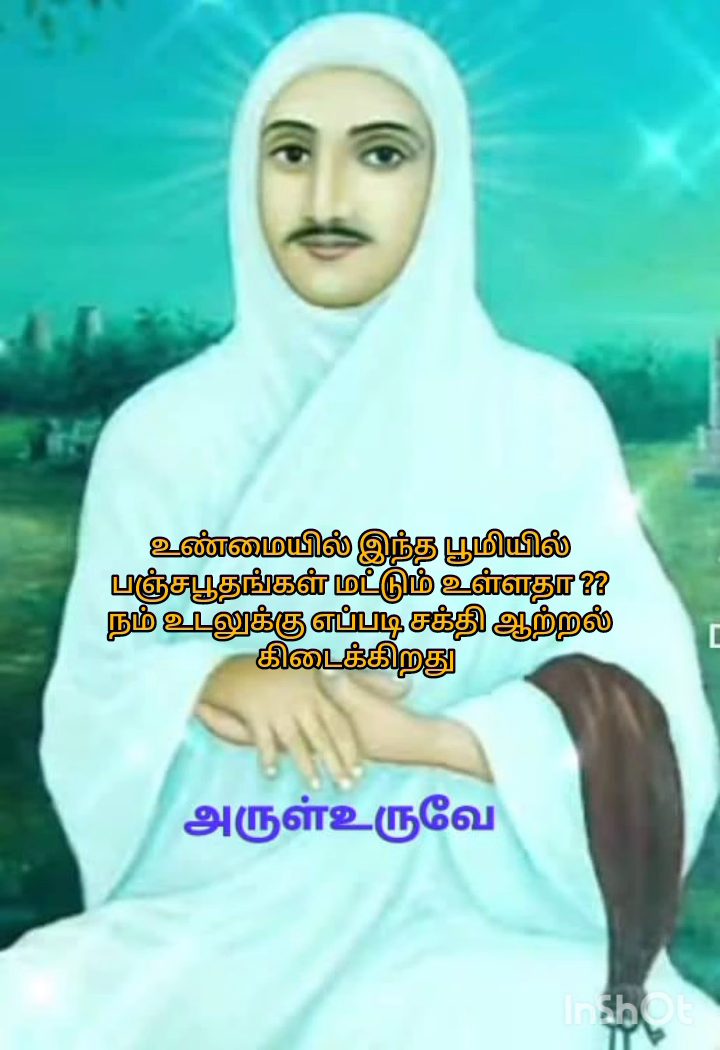 உண்மையில் இந்த பூமியில்
பஞ்சபூதங்கள் மட்டும் உள்ளதா ??
நம் உடலுக்கு எப்படி சக்தி ஆற்றல்
கிடைக்கிறது
அருள்உருவே
InShOt